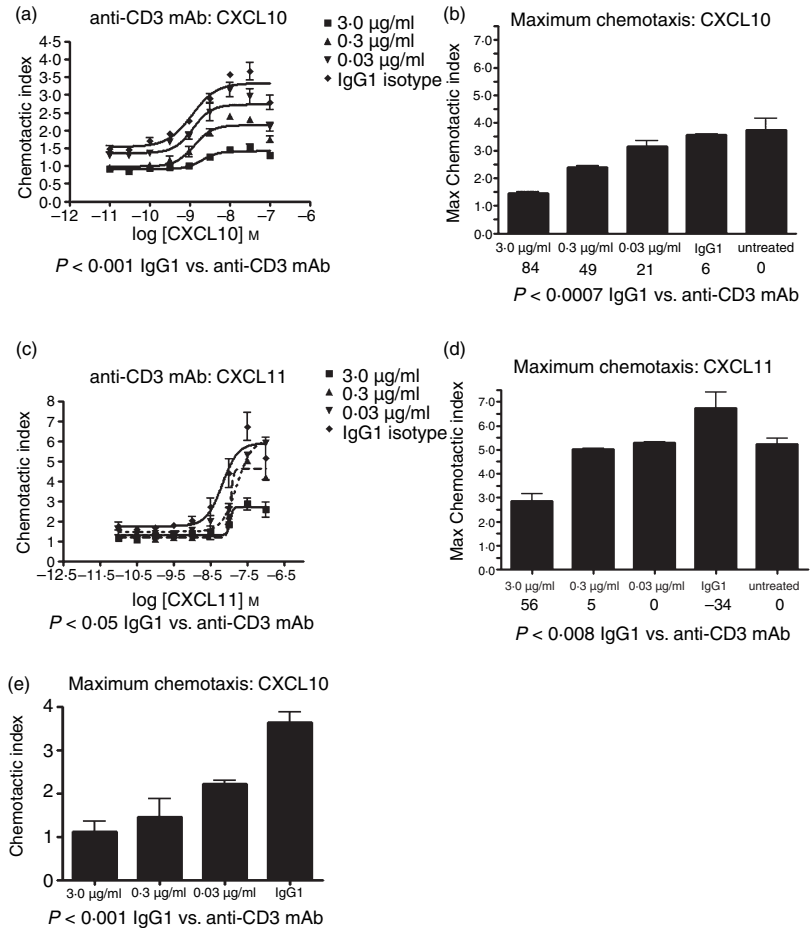 (a)
anti-CD3 mAb: CXCL10
3·0 µg/ml
0·3 µg/ml
0·03 µg/ml
IgG1 isotype
Chemotactic index
4·5
4·0
3·5
3·0
2·5
2·0
1·5
1·0
0·5
0·0
−12 −11 −10 −9 −8 −7 −6
log [CXCL10] M
P < 0·001 IgG1 vs. anti-CD3 mAb
(b)
Maximum chemotaxis: CXCL10
Max Chemotactic index
7·0
6·0
5·0
4·0
3·0
2·0
1·0
0·0
3·0 µg/ml 0·3 µg/ml 0·03 µg/ml IgG1 untreated
84 49 21 6 0
P < 0·0007 IgG1 vs. anti-CD3 mAb
(c)
anti-CD3 mAb: CXCL11
3·0 µg/ml
0·3 µg/ml
0·03 µg/ml
IgG1 isotype
Chemotactic index
8
7
6
5
4
3
2
1
0
−12·5 −11·5 −10·5 −9·5 −8·5 −7·5 −6·5
log [CXCL11] M
P < 0·05 IgG1 vs. anti-CD3 mAb
(d)
Maximum chemotaxis: CXCL11
Max Chemotactic index
7·0
6·0
5·0
4·0
3·0
2·0
1·0
0·0
3·0 µg/ml 0·3 µg/ml 0·03 µg/ml IgG1 untreated
56 5 0 −34 0
P < 0·008 IgG1 vs. anti-CD3 mAb
(e)
Maximum chemotaxis: CXCL10
Chemotactic index
4
3
2
1
0
3·0 µg/ml 0·3 µg/ml 0·03 µg/ml IgG1
P < 0·001 IgG1 vs. anti-CD3 mAb